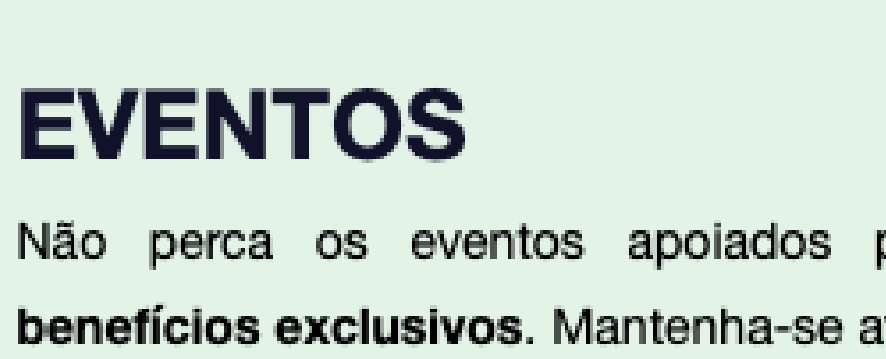 EVENTOS
Não perca os eventos apoiados
benefícios exclusivos. Mantenha-se